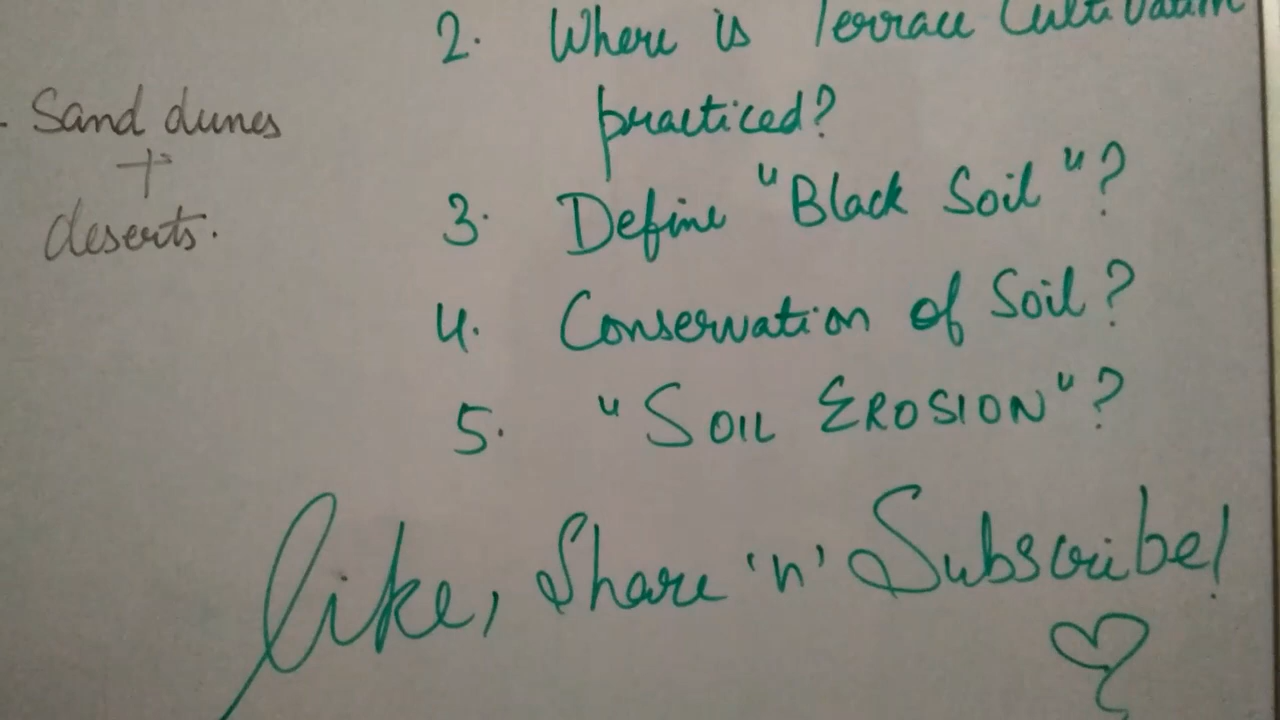 2. Where is Terrace Cultivation
practiced?
- Sand dunes
+
deserts.
3. Define "Black Soil"?
4. Conservation of Soil?
5. "SOIL EROSION"?
like, Share 'n' Subscribe!